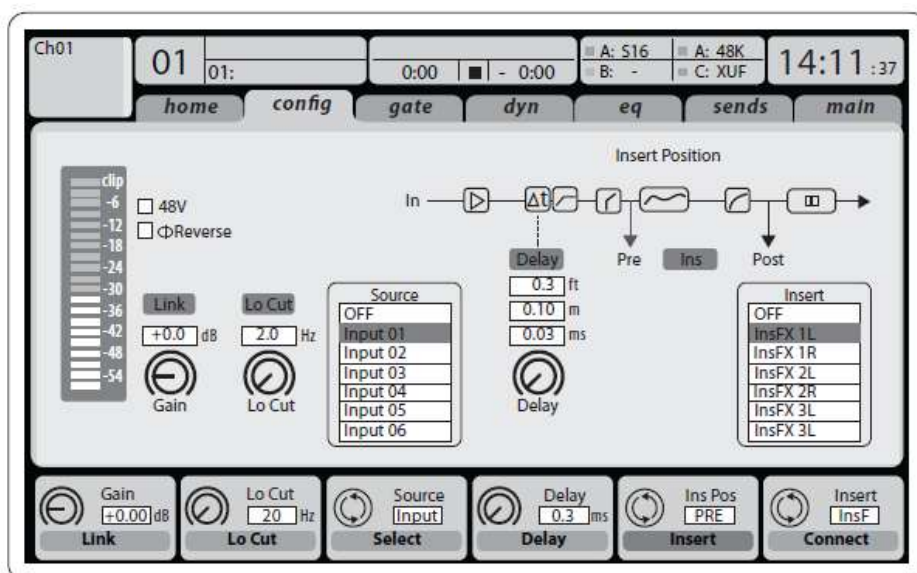 Ch01
01
01:
0:00 - 0:00
A: S16
B: -
A: 48K
C: XUF
14:11 :37
home config gate dyn eq sends main
Insert Position
clip
-6
-12
-18
-24
-30
-36
-42
-48
-54
48V
ΦReverse
In
Δt
Pre Ins Post
Link
+0.0 dB
Gain
Lo Cut
2.0 Hz
Lo Cut
Source
OFF
Input 01
Input 02
Input 03
Input 04
Input 05
Input 06
Delay
0.3 ft
0.10 m
0.03 ms
Delay
Insert
OFF
InsFX 1L
InsFX 1R
InsFX 2L
InsFX 2R
InsFX 3L
InsFX 3L
Gain
+0.00 dB
Link
Lo Cut
20 Hz
Lo Cut
Source
Input
Select
Delay
0.3 ms
Delay
Ins Pos
PRE
Insert
Insert
InsF
Connect